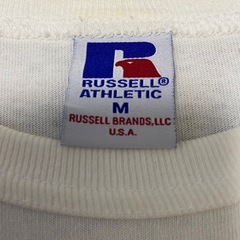 R
RUSSELL®
ATHLETIC
M
RUSSELL BRANDS,LLC
U.S.A.